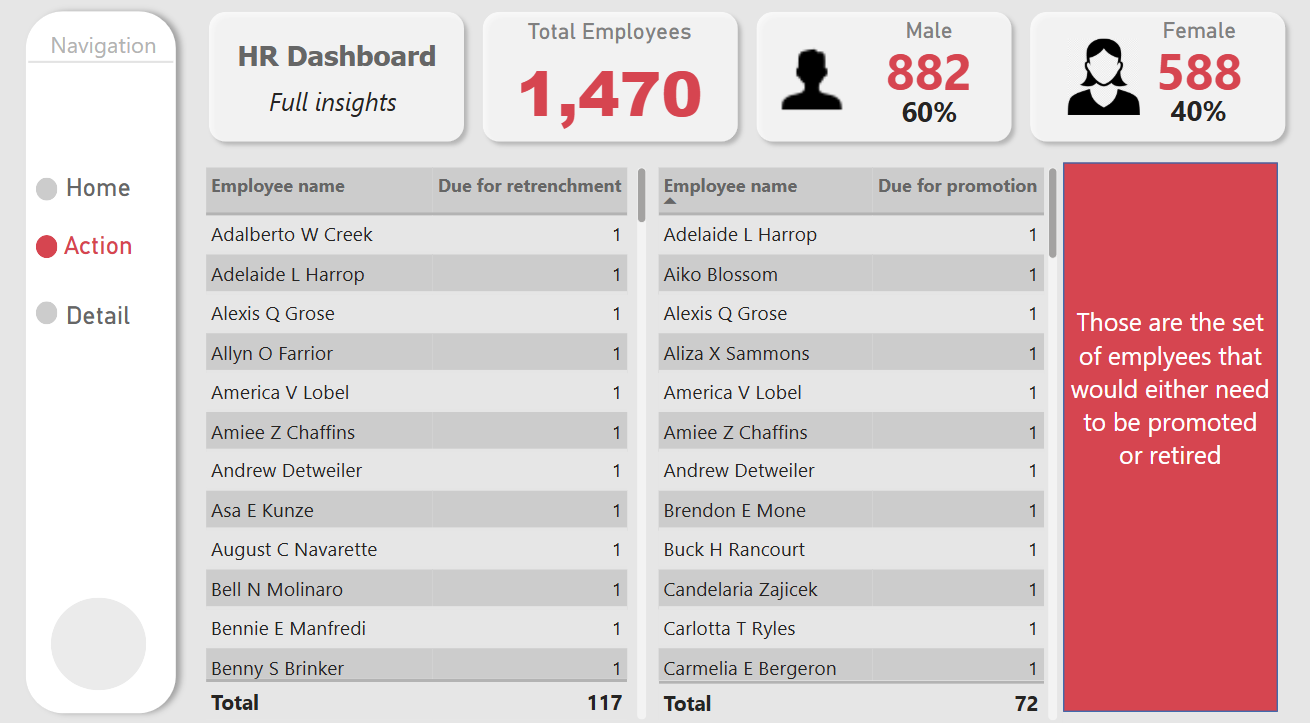 Navigation
Home
Action
Detail
HR Dashboard
Full insights
Total Employees
1,470
Male
882
60%
Female
588
40%
Employee name Due for retrenchment
Adalberto W Creek 1
Adelaide L Harrop 1
Alexis Q Grose 1
Allyn O Farrior 1
America V Lobel 1
Amiee Z Chaffins 1
Andrew Detweiler 1
Asa E Kunze 1
August C Navarette 1
Bell N Molinaro 1
Bennie E Manfredi 1
Benny S Brinker 1
Total 117
Employee name Due for promotion
Adelaide L Harrop 1
Aiko Blossom 1
Alexis Q Grose 1
Aliza X Sammons 1
America V Lobel 1
Amiee Z Chaffins 1
Andrew Detweiler 1
Brendon E Mone 1
Buck H Rancourt 1
Candelaria Zajicek 1
Carlotta T Ryles 1
Carmelia E Bergeron 1
Total 72
Those are the set
of emplyees that
would either need
to be promoted
or retired